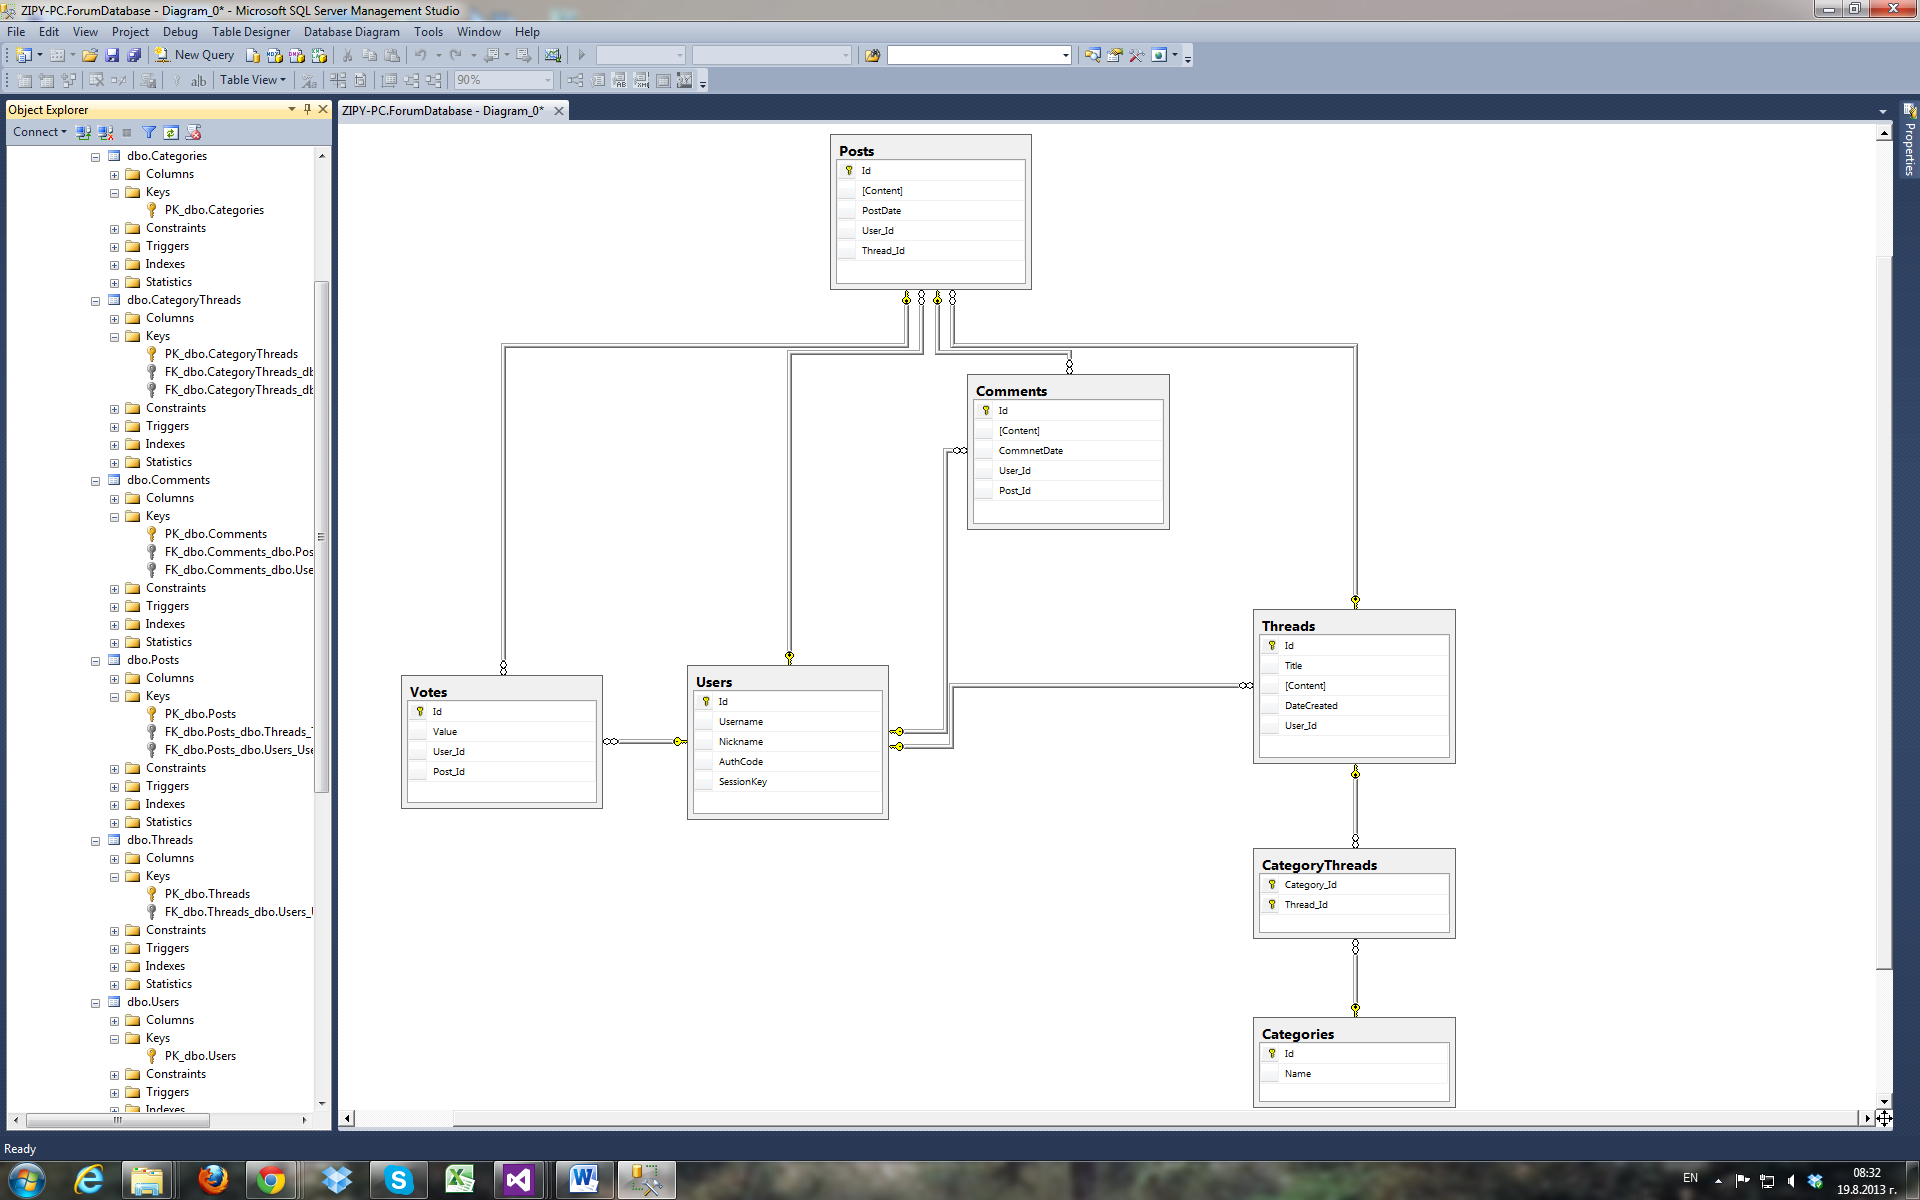 ZIPY-PC.ForumDatabase - Diagram_0* - Microsoft SQL Server Management Studio
File Edit View Project Debug Table Designer Database Diagram Tools Window Help
New Query
Table View 90%
Object Explorer
Connect
dbo.Categories
Columns
Keys
PK_dbo.Categories
Constraints
Triggers
Indexes
Statistics
dbo.CategoryThreads
Columns
Keys
PK_dbo.CategoryThreads
FK_dbo.CategoryThreads_db
FK_dbo.CategoryThreads_db
Constraints
Triggers
Indexes
Statistics
dbo.Comments
Columns
Keys
PK_dbo.Comments
FK_dbo.Comments_dbo.Pos
FK_dbo.Comments_dbo.Use
Constraints
Triggers
Indexes
Statistics
dbo.Posts
Columns
Keys
PK_dbo.Posts
FK_dbo.Posts_dbo.Threads_
FK_dbo.Posts_dbo.Users_Use
Constraints
Triggers
Indexes
Statistics
dbo.Threads
Columns
Keys
PK_dbo.Threads
FK_dbo.Threads_dbo.Users_
Constraints
Triggers
Indexes
Statistics
dbo.Users
Columns
Keys
PK_dbo.Users
Constraints
Triggers
Indexes
ZIPY-PC.ForumDatabase - Diagram_0*
Posts
Id
[Content]
PostDate
User_Id
Thread_Id
Comments
Id
[Content]
CommnetDate
User_Id
Post_Id
Threads
Id
Title
[Content]
DateCreated
User_Id
Votes
Id
Value
User_Id
Post_Id
Users
Id
Username
Nickname
AuthCode
SessionKey
CategoryThreads
Category_Id
Thread_Id
Categories
Id
Name
Properties
Ready
EN
08:32
19.8.2013 г.